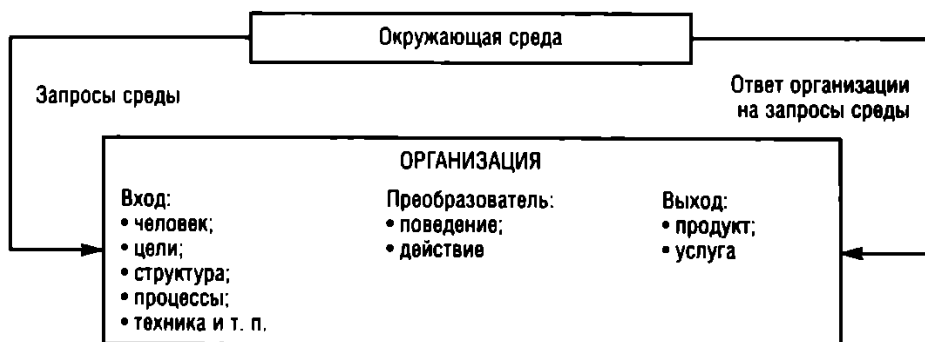 Окружающая среда
Запросы среды
Ответ организации
на запросы среды
ОРГАНИЗАЦИЯ
Вход:
• человек;
• цели;
• структура;
• процессы;
• техника и т. п.
Преобразователь:
• поведение;
• действие
Выход:
• продукт;
• услуга